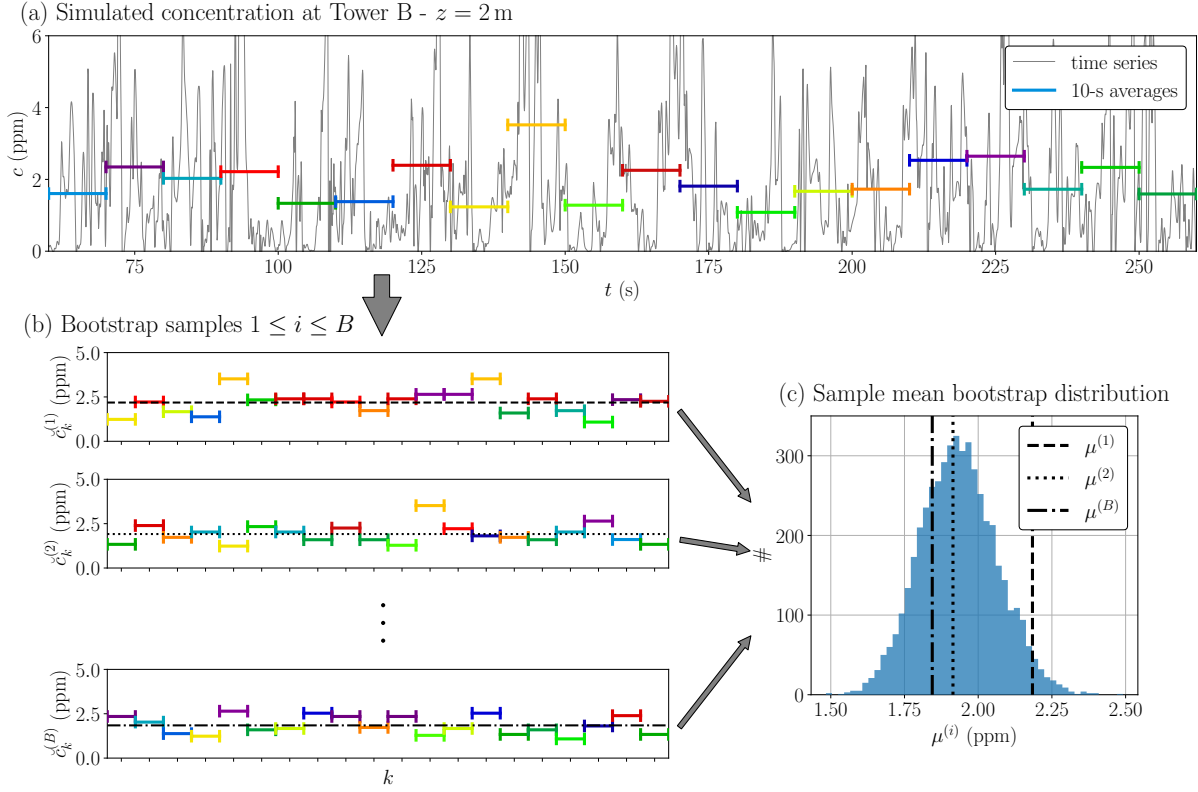 (a) Simulated concentration at Tower B - z = 2 m
6
4
2
0
c (ppm)
time series
10-s averages
75 100 125 150 175 200 225 250
t (s)
(b) Bootstrap samples 1 ≤ i ≤ B
5.0
2.5
0.0
č_k^(1) (ppm)
5.0
2.5
0.0
č_k^(2) (ppm)
5.0
2.5
0.0
č_k^(B) (ppm)
k
(c) Sample mean bootstrap distribution
300
200
100
0
#
μ^(1)
μ^(2)
μ^(B)
1.50 1.75 2.00 2.25 2.50
μ^(i) (ppm)